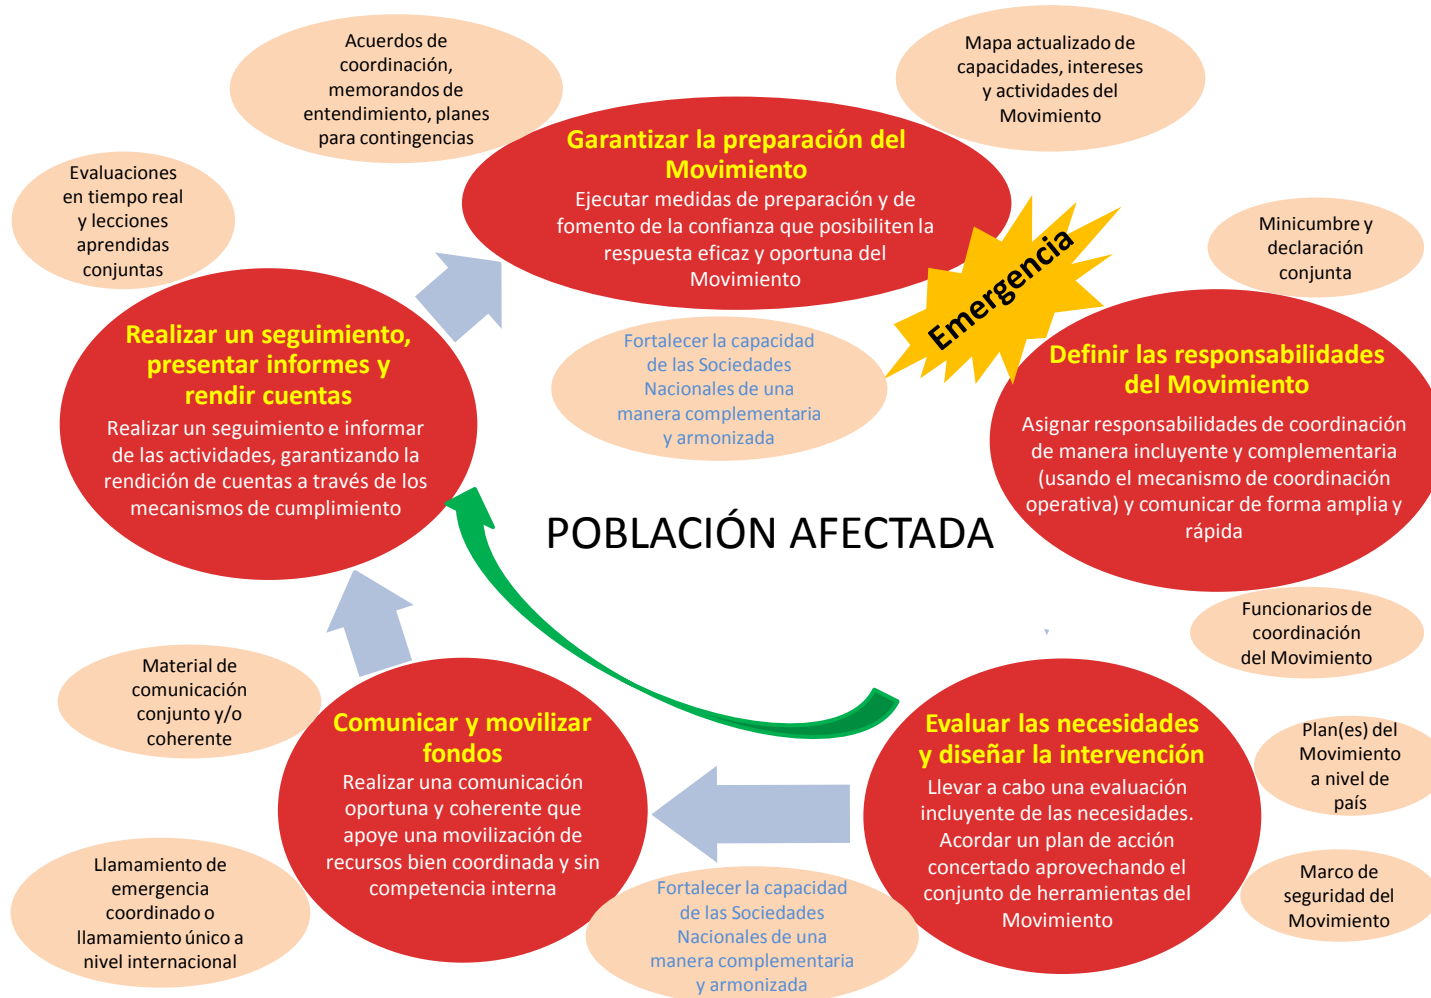 Acuerdos de
coordinación,
memorandos de
entendimiento, planes
para contingencias
Mapa actualizado de
capacidades, intereses
y actividades del
Movimiento
Garantizar la preparación del
Movimiento
Ejecutar medidas de preparación y de
fomento de la confianza que posibiliten la
respuesta eficaz y oportuna del
Movimiento
Evaluaciones
en tiempo real
y lecciones
aprendidas
conjuntas
Emergencia
Minicumbre y
declaración
conjunta
Realizar un seguimiento,
presentar informes y
rendir cuentas
Realizar un seguimiento e informar
de las actividades, garantizando la
rendición de cuentas a través de los
mecanismos de cumplimiento
Fortalecer la capacidad
de las Sociedades
Nacionales de una
manera complementaria
y armonizada
Definir las responsabilidades
del Movimiento
Asignar responsabilidades de coordinación
de manera incluyente y complementaria
(usando el mecanismo de coordinación
operativa) y comunicar de forma amplia y
rápida
POBLACIÓN AFECTADA
Funcionarios de
coordinación
del Movimiento
Material de
comunicación
conjunto y/o
coherente
Comunicar y movilizar
fondos
Realizar una comunicación
oportuna y coherente que
apoye una movilización de
recursos bien coordinada y sin
competencia interna
Evaluar las necesidades
y diseñar la intervención
Llevar a cabo una evaluación
incluyente de las necesidades.
Acordar un plan de acción
concertado aprovechando el
conjunto de herramientas del
Movimiento
Plan(es) del
Movimiento
a nivel de
país
Llamamiento de
emergencia
coordinado o
llamamiento único a
nivel internacional
Fortalecer la capacidad
de las Sociedades
Nacionales de una
manera complementaria
y armonizada
Marco de
seguridad del
Movimiento